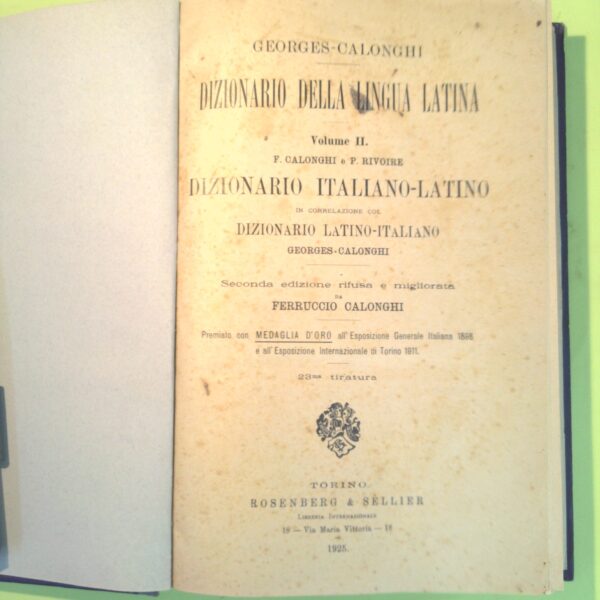 GEORGES-CALONGHI
DIZIONARIO DELLA LINGUA LATINA
Volume II.
F. CALONGHI e P. RIVOIRE
DIZIONARIO ITALIANO-LATINO
IN CORRELAZIONE COL
DIZIONARIO LATINO-ITALIANO
GEORGES-CALONGHI
Seconda edizione rifusa e migliorata
DA
FERRUCCIO CALONGHI
Premiato con MEDAGLIA D'ORO all'Esposizione Generale Italiana 1898
e all'Esposizione Internazionale di Torino 1911.
23ma tiratura
TORINO
ROSENBERG & SELLIER
LIBRERIA INTERNAZIONALE
18 — Via Maria Vittoria — 18
1925.